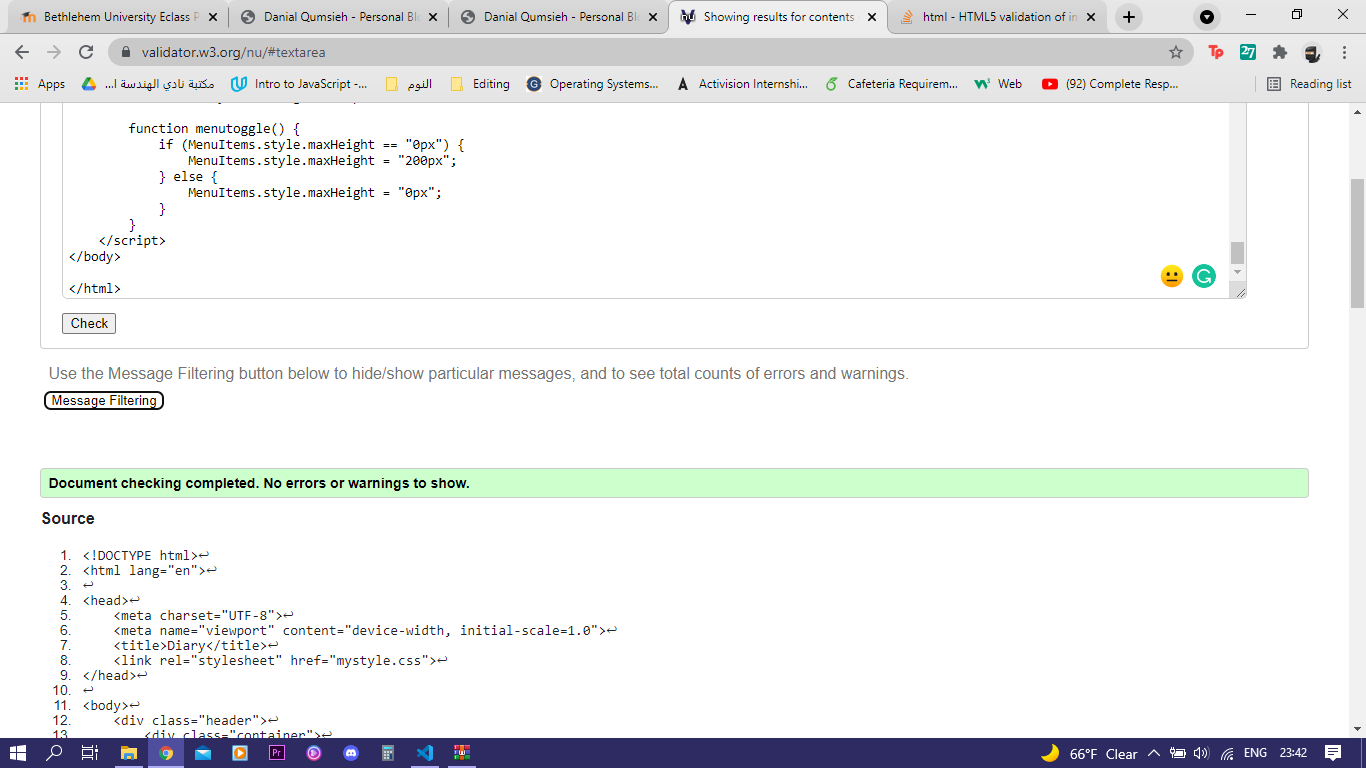 Bethlehem University Eclass P
Danial Qumsieh - Personal Bl
Danial Qumsieh - Personal Bl
Showing results for contents
html - HTML5 validation of in
validator.w3.org/nu/#textarea
Apps
مكتبة نادي الهندسة ا...
Intro to JavaScript -...
النوم
Editing
Operating Systems...
Activision Internshi...
Cafeteria Requirem...
Web
(92) Complete Resp...
Reading list
function menutoggle() {
if (MenuItems.style.maxHeight == "0px") {
MenuItems.style.maxHeight = "200px";
} else {
MenuItems.style.maxHeight = "0px";
}
}
</script>
</body>
</html>
Check
Use the Message Filtering button below to hide/show particular messages, and to see total counts of errors and warnings.
Message Filtering
Document checking completed. No errors or warnings to show.
Source
1. <!DOCTYPE html>↩
2. <html lang="en">↩
3. ↩
4. <head>↩
5. <meta charset="UTF-8">↩
6. <meta name="viewport" content="device-width, initial-scale=1.0">↩
7. <title>Diary</title>↩
8. <link rel="stylesheet" href="mystyle.css">↩
9. </head>↩
10. ↩
11. <body>↩
12. <div class="header">↩
13. <div class="container">↩
66°F Clear
ENG
23:42